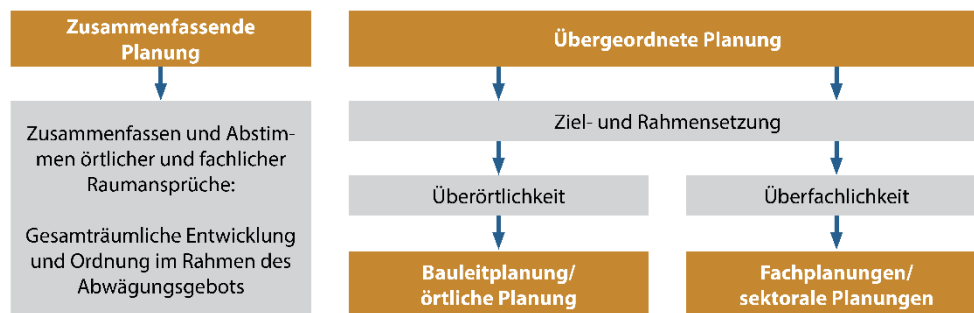 Zusammenfassende
Planung
Zusammenfassen und Abstim-
men örtlicher und fachlicher
Raumansprüche:
Gesamträumliche Entwicklung
und Ordnung im Rahmen des
Abwägungsgebots
Übergeordnete Planung
Ziel- und Rahmensetzung
Überörtlichkeit
Überfachlichkeit
Bauleitplanung/
örtliche Planung
Fachplanungen/
sektorale Planungen